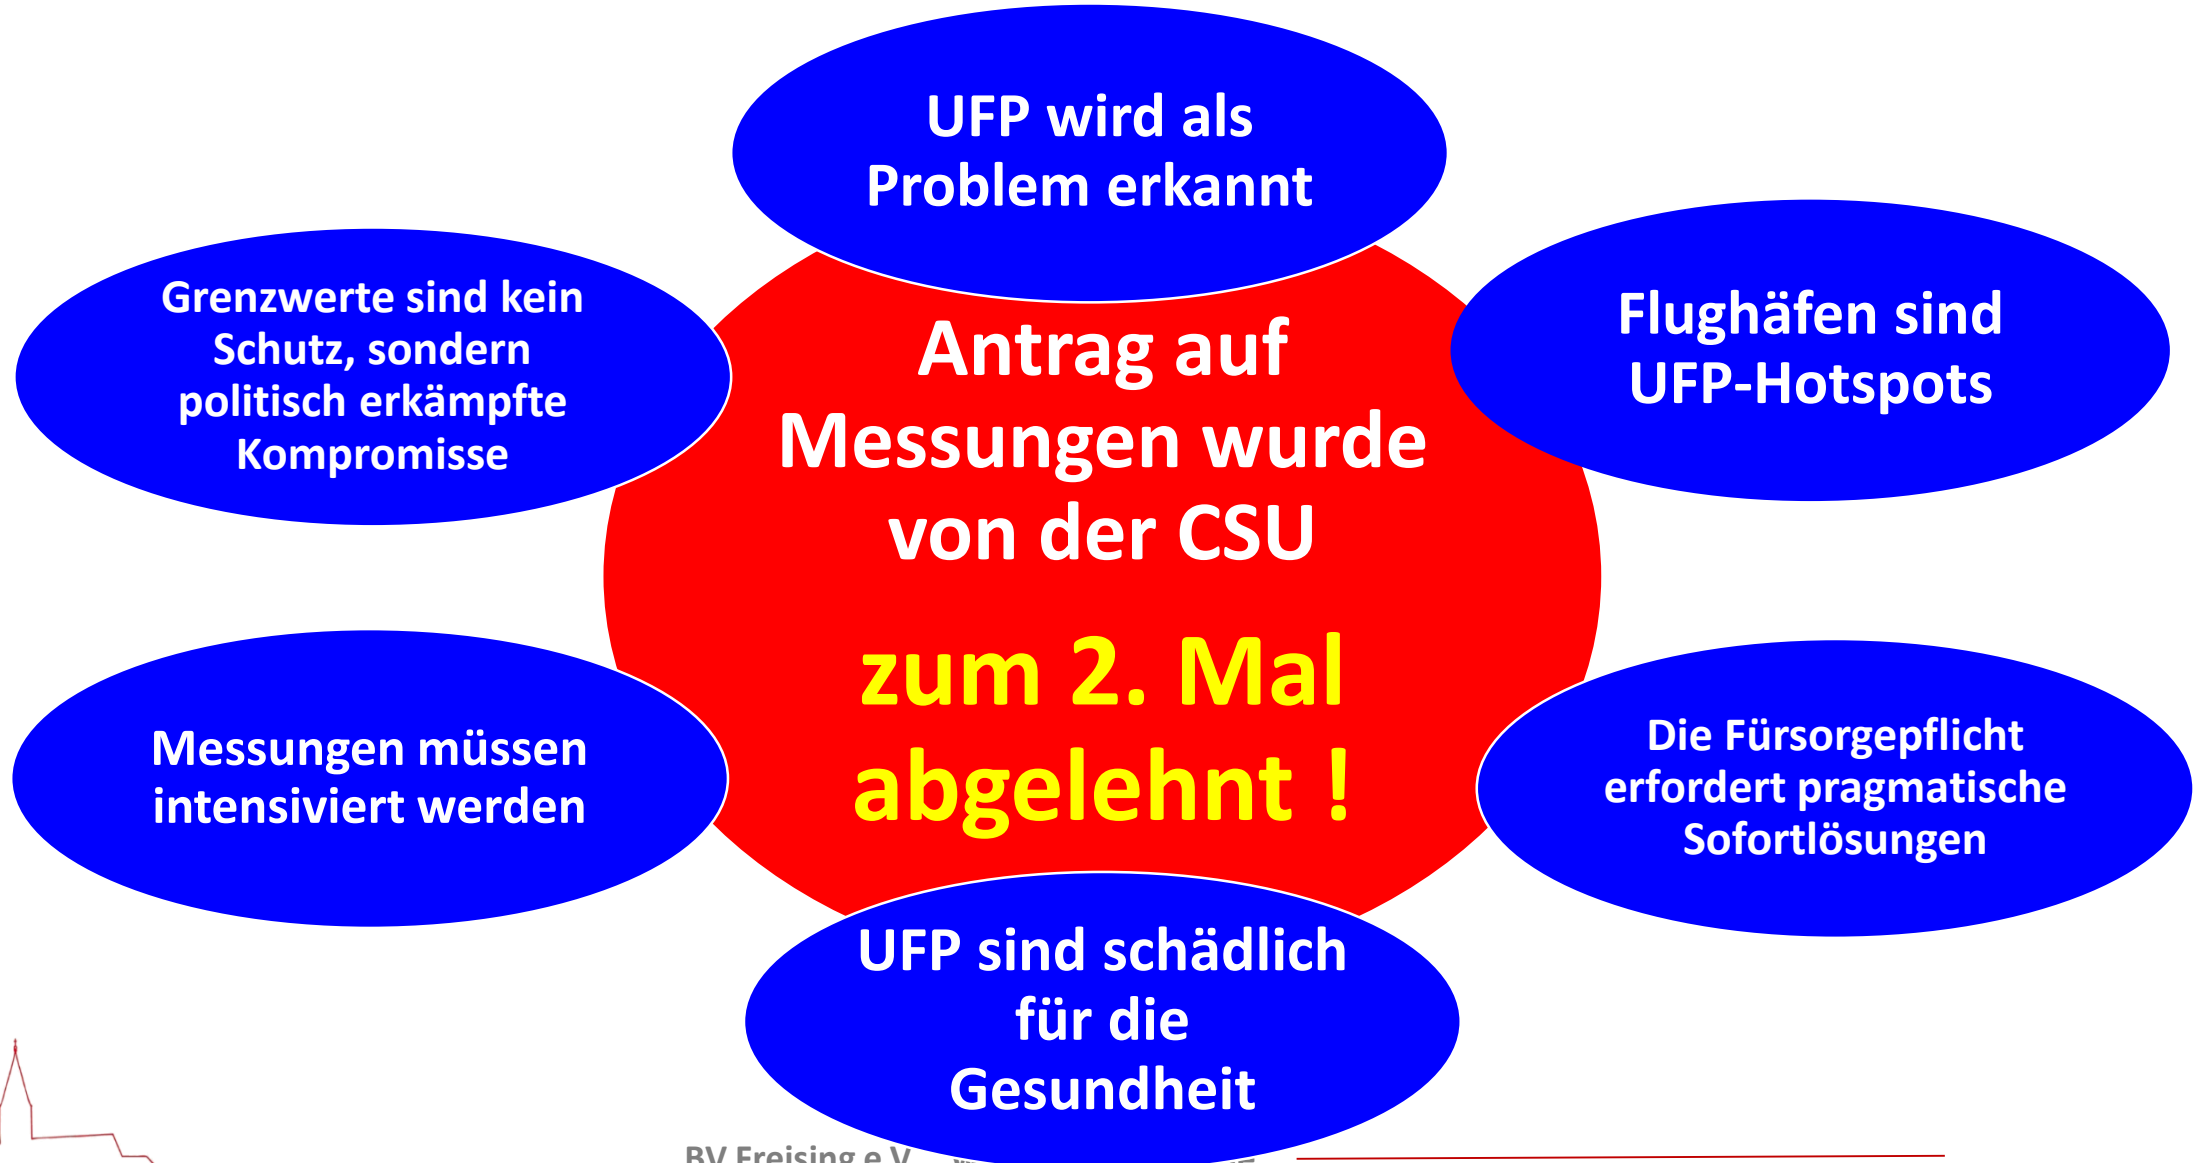 UFP wird als
Problem erkannt
Grenzwerte sind kein
Schutz, sondern
politisch erkämpfte
Kompromisse
Flughäfen sind
UFP-Hotspots
Antrag auf
Messungen wurde
von der CSU
zum 2. Mal
abgelehnt !
Messungen müssen
intensiviert werden
Die Fürsorgepflicht
erfordert pragmatische
Sofortlösungen
UFP sind schädlich
für die
Gesundheit
BV Freising e.V.